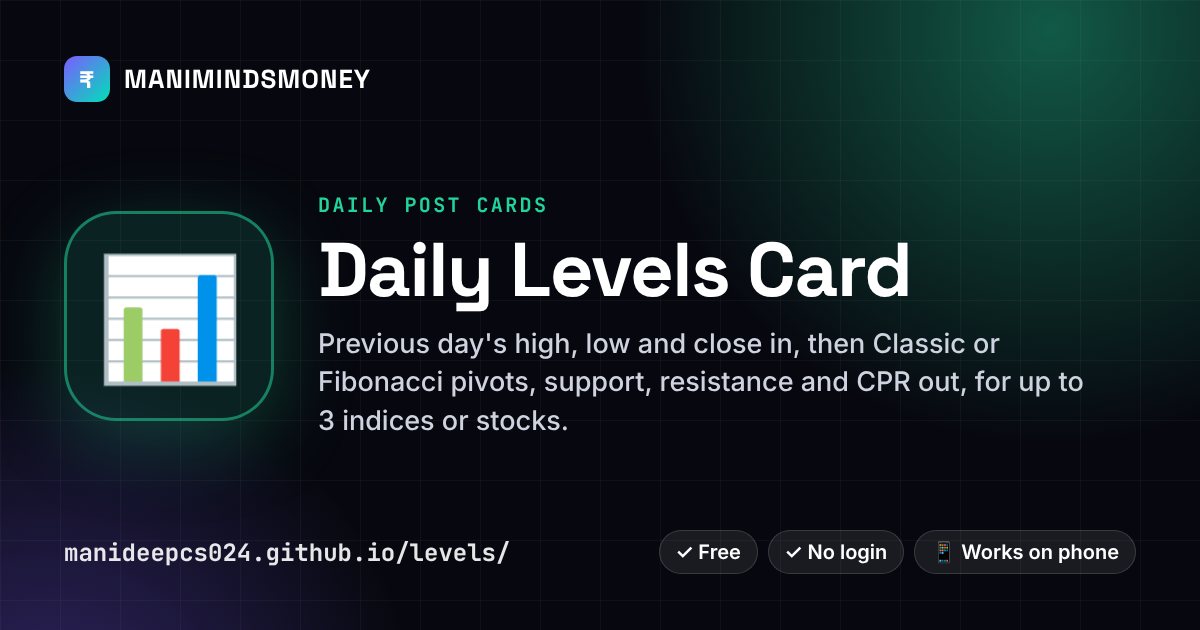 ₹ MANIMINDSMONEY
DAILY POST CARDS
Daily Levels Card
Previous day's high, low and close in, then Classic or
Fibonacci pivots, support, resistance and CPR out, for up to
3 indices or stocks.
manideepcs024.github.io/levels/
✓ Free
✓ No login
📱 Works on phone